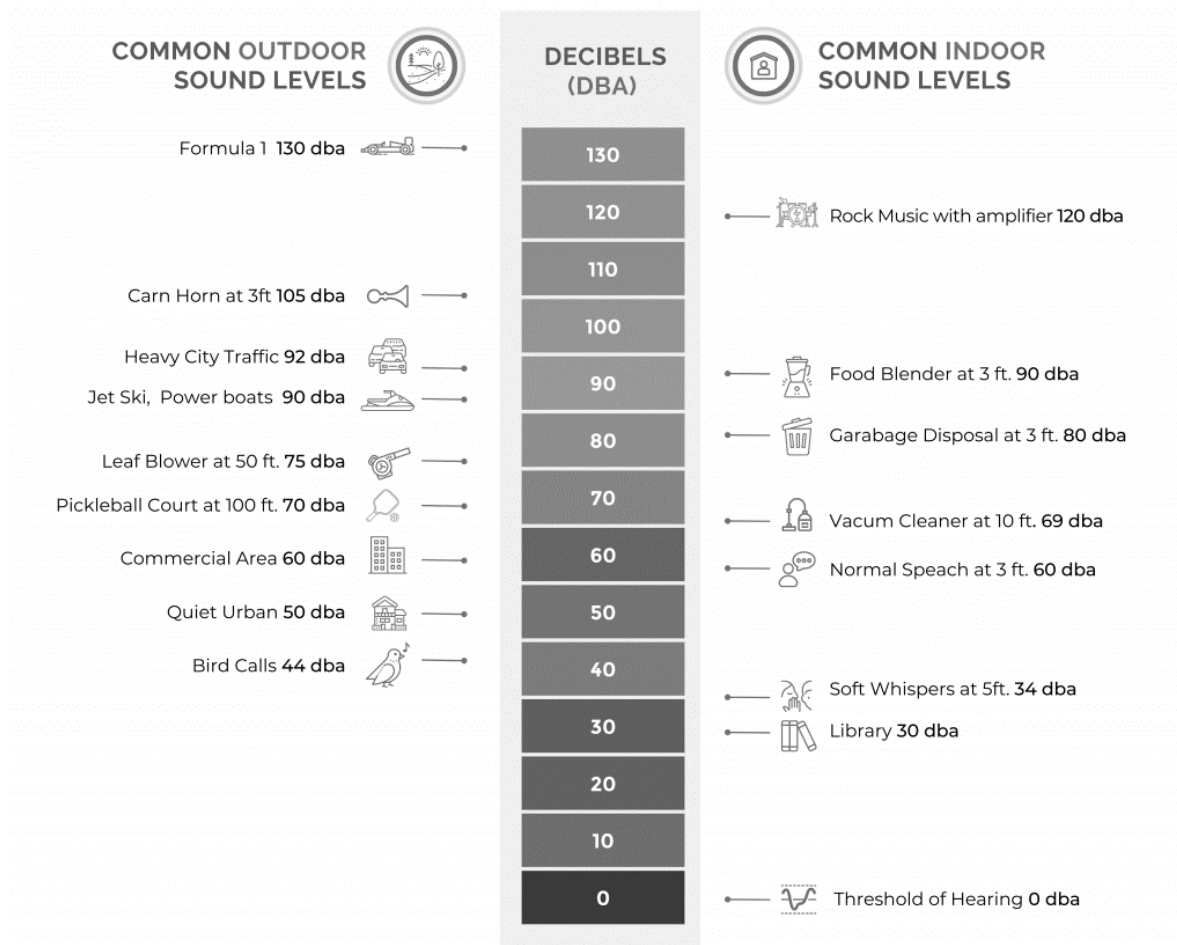 COMMON OUTDOOR
SOUND LEVELS
Formula 1 130 dba
Carn Horn at 3ft 105 dba
Heavy City Traffic 92 dba
Jet Ski, Power boats 90 dba
Leaf Blower at 50 ft. 75 dba
Pickleball Court at 100 ft. 70 dba
Commercial Area 60 dba
Quiet Urban 50 dba
Bird Calls 44 dba
DECIBELS
(DBA)
130
120
110
100
90
80
70
60
50
40
30
20
10
0
COMMON INDOOR
SOUND LEVELS
Rock Music with amplifier 120 dba
Food Blender at 3 ft. 90 dba
Garabage Disposal at 3 ft. 80 dba
Vacum Cleaner at 10 ft. 69 dba
Normal Speach at 3 ft. 60 dba
Soft Whispers at 5ft. 34 dba
Library 30 dba
Threshold of Hearing 0 dba